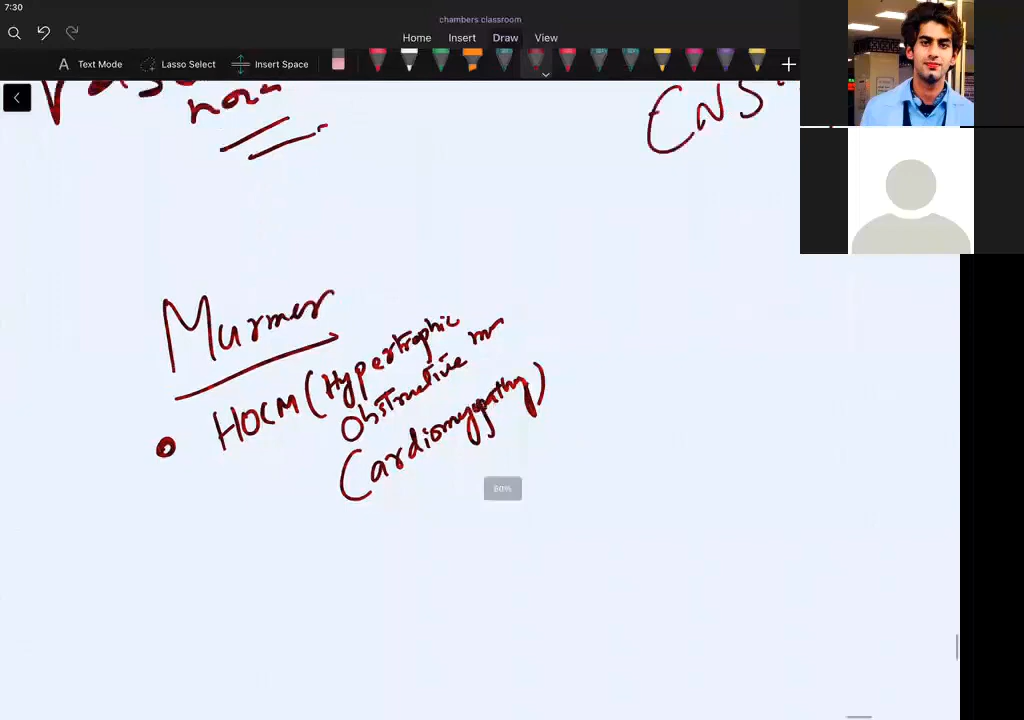 7:30
chambers classroom
Home Insert Draw View
Text Mode Lasso Select Insert Space
CNS
Murmer
HOCM (Hypertrophic
Obstructive
Cardiomyopathy)
50%